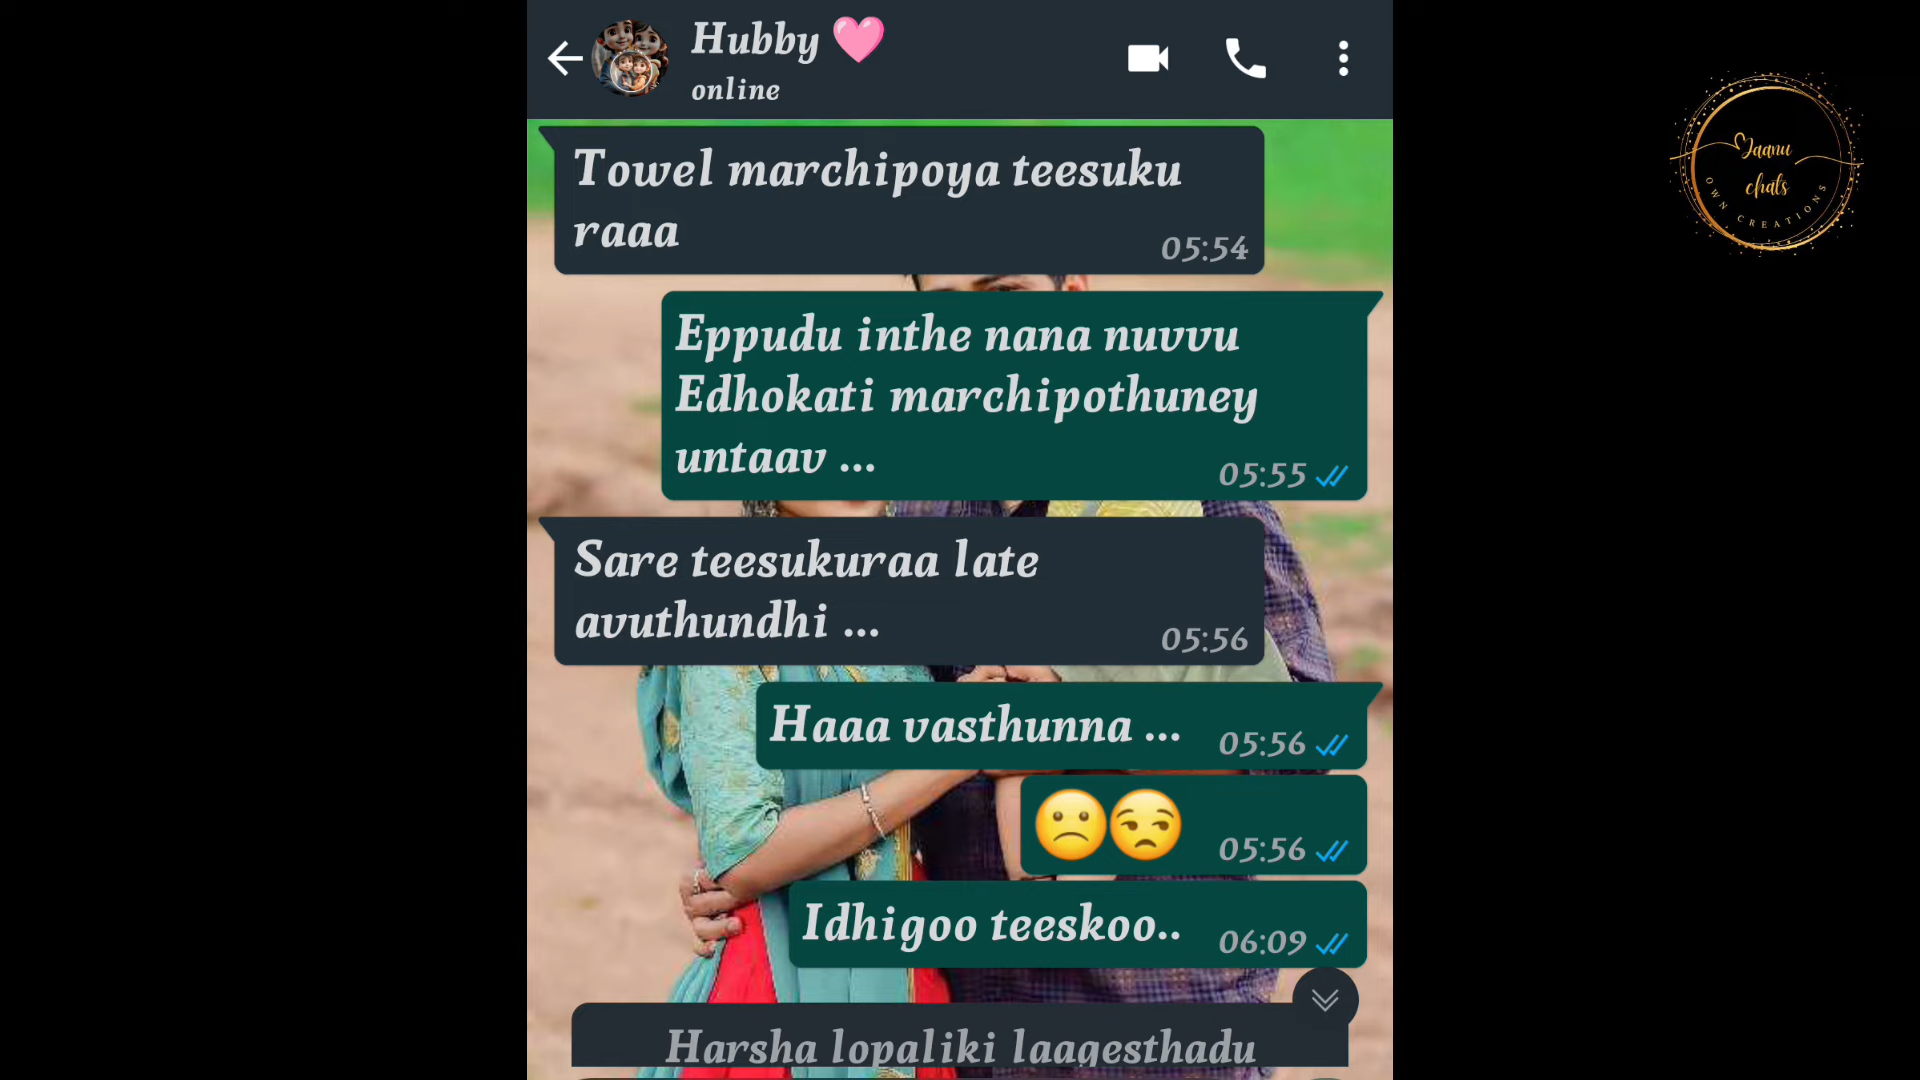 Hubby 🩷
online
Towel marchipoya teesuku
raaa
05:54
Eppudu inthe nana nuvvu
Edhokati marchipothuney
untaav ...
05:55
Sare teesukuraa late
avuthundhi ...
05:56
Haaa vasthunna ...
05:56
🙁😒
05:56
Idhigoo teeskoo..
06:09
Harsha lopaliki laagesthadu
Jaanu
chats
OWN CREATIONS